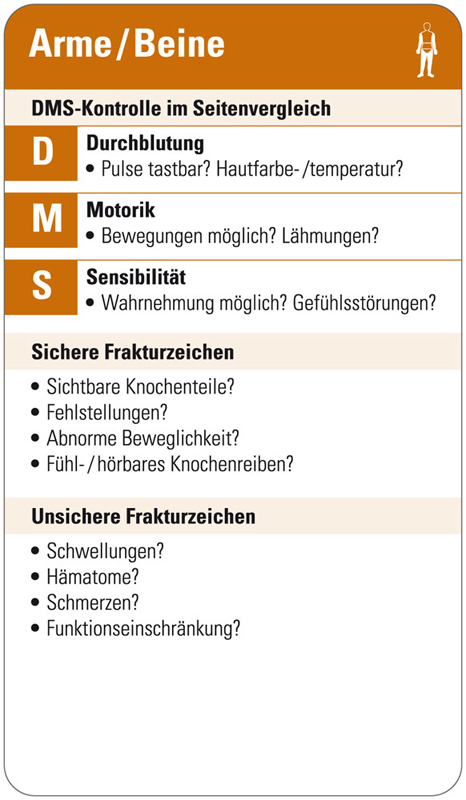 Arme/Beine
DMS-Kontrolle im Seitenvergleich
D
Durchblutung
• Pulse tastbar? Hautfarbe-/temperatur?
M
Motorik
• Bewegungen möglich? Lähmungen?
S
Sensibilität
• Wahrnehmung möglich? Gefühlsstörungen?
Sichere Frakturzeichen
• Sichtbare Knochenteile?
• Fehlstellungen?
• Abnorme Beweglichkeit?
• Fühl-/hörbares Knochenreiben?
Unsichere Frakturzeichen
• Schwellungen?
• Hämatome?
• Schmerzen?
• Funktionseinschränkung?